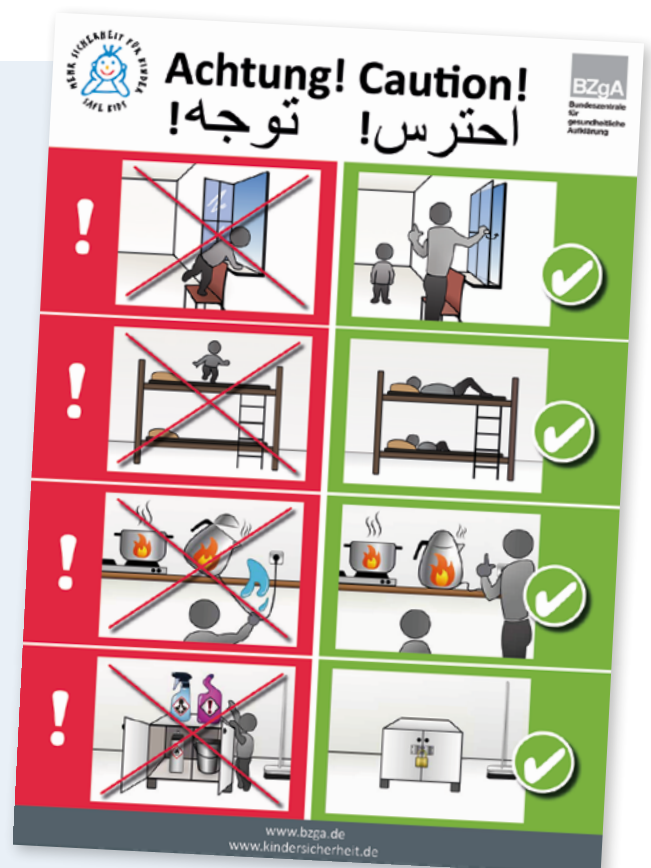 MEHR SICHERHEIT FÜR KINDER
SAFE KIDS
Achtung! Caution!
توجه! احترس!
BZgA
Bundeszentrale
für
gesundheitliche
Aufklärung
!
!
!
!
www.bzga.de
www.kindersicherheit.de